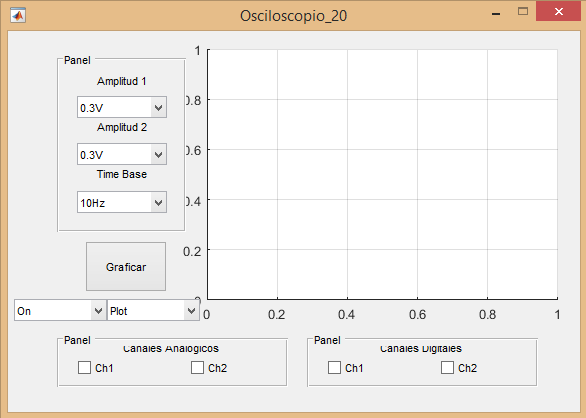 Osciloscopio_20
Panel
Amplitud 1
0.3V
Amplitud 2
0.3V
Time Base
10Hz
Graficar
On
Plot
1
0.8
0.6
0.4
0.2
0
0 0.2 0.4 0.6 0.8 1
Panel
Canales Analogicos
Ch1 Ch2
Panel
Canales Digitales
Ch1 Ch2